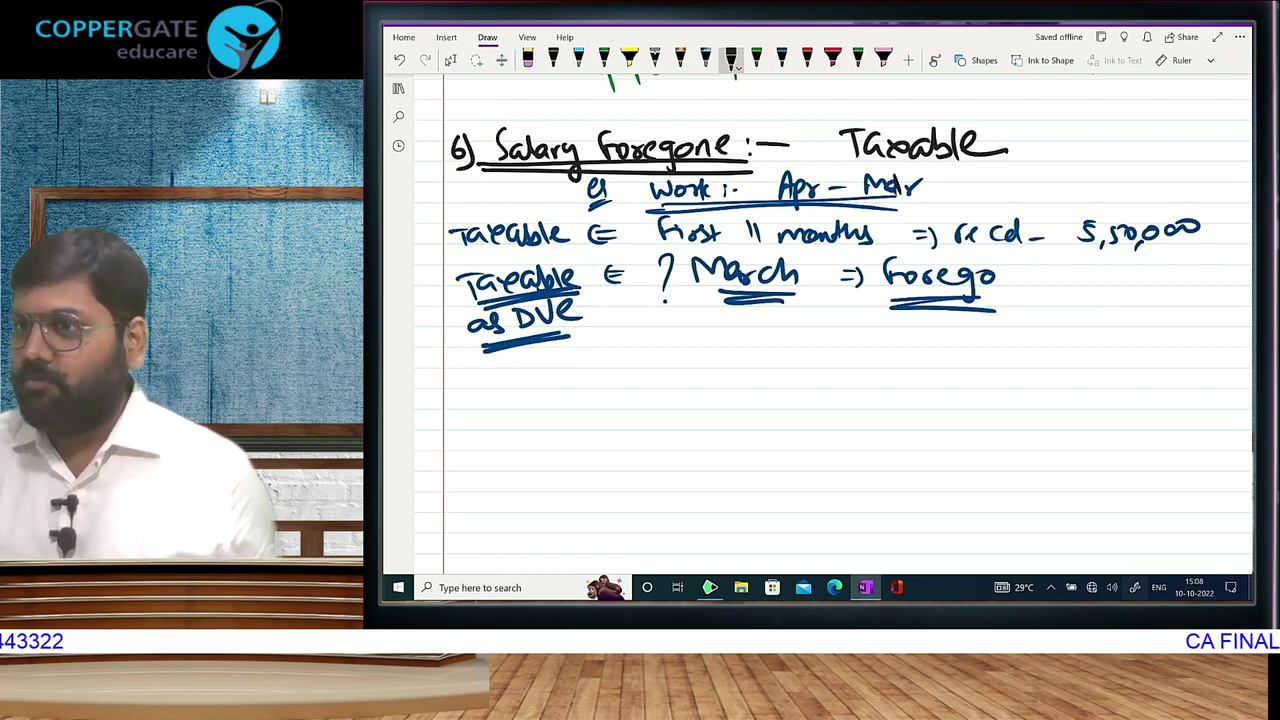 COPPERGATE
educare
Home Insert Draw View Help
Saved offline
Share
Shapes
Ink to Shape
Ink to Text
Ruler
6) Salary Foregone :— Taxable
eg Work :- Apr - Mar
Taxable ⇐ First 11 months ⇒ recd - 5,50,000
Taxable ⇐ ? March ⇒ Forego
as DVE
Type here to search
29°C
ENG
15:08
10-10-2022
443322
CA FINAL